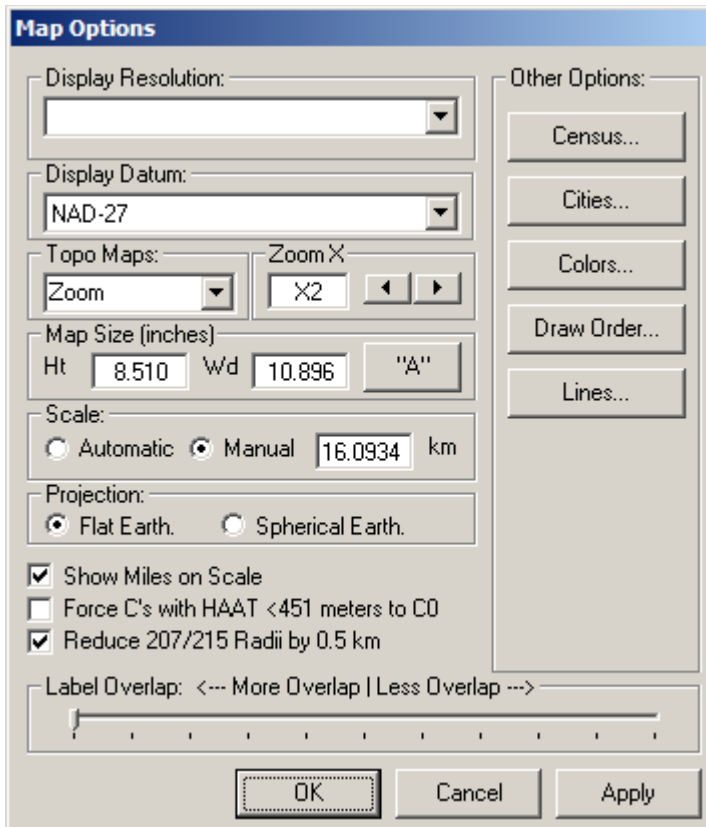 Map Options
Display Resolution:
Display Datum:
NAD-27
Topo Maps:
Zoom
Zoom X
X2
Map Size (inches)
Ht 8.510 Wd 10.896 "A"
Scale:
Automatic Manual 16.0934 km
Projection:
Flat Earth. Spherical Earth.
Show Miles on Scale
Force C's with HAAT <451 meters to C0
Reduce 207/215 Radii by 0.5 km
Other Options:
Census...
Cities...
Colors...
Draw Order...
Lines...
Label Overlap: <--- More Overlap | Less Overlap --->
OK Cancel Apply